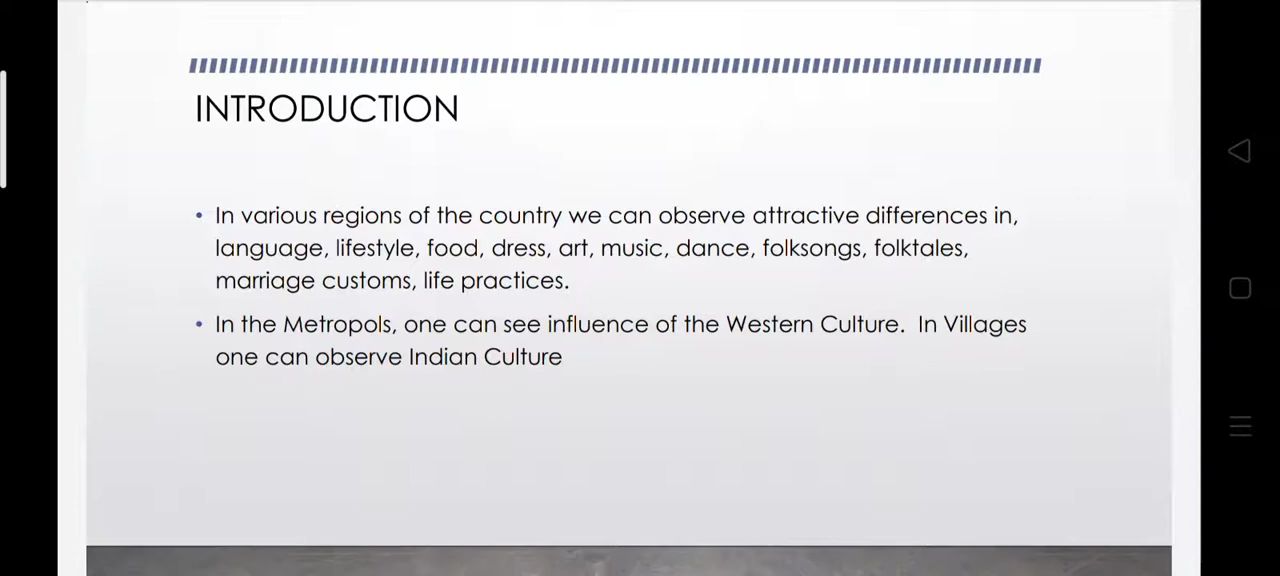 INTRODUCTION
• In various regions of the country we can observe attractive differences in,
language, lifestyle, food, dress, art, music, dance, folksongs, folktales,
marriage customs, life practices.
• In the Metropols, one can see influence of the Western Culture.  In Villages
one can observe Indian Culture